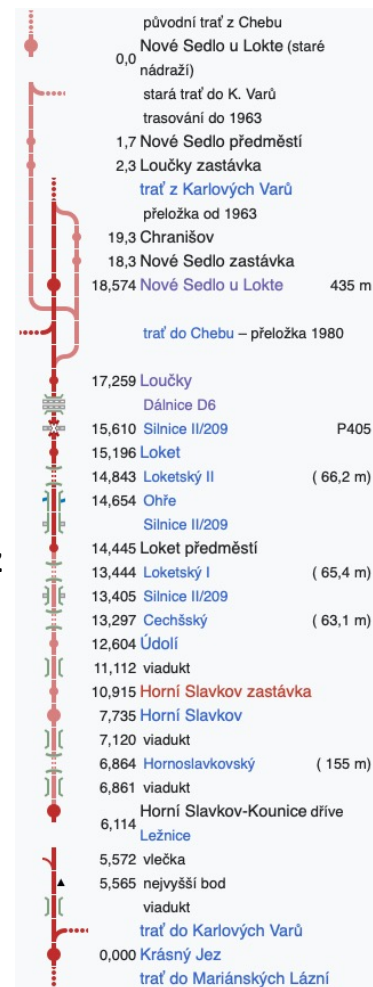 původní trať z Chebu
0,0 Nové Sedlo u Lokte (staré
nádraží)
stará trať do K. Varů
trasování do 1963
1,7 Nové Sedlo předměstí
2,3 Loučky zastávka
trať z Karlových Varů
přeložka od 1963
19,3 Chranišov
18,3 Nové Sedlo zastávka
18,574 Nové Sedlo u Lokte 435 m
trať do Chebu – přeložka 1980
17,259 Loučky
Dálnice D6
15,610 Silnice II/209 P405
15,196 Loket
14,843 Loketský II ( 66,2 m)
14,654 Ohře
Silnice II/209
14,445 Loket předměstí
13,444 Loketský I ( 65,4 m)
13,405 Silnice II/209
13,297 Cechšský ( 63,1 m)
12,604 Údolí
11,112 viadukt
10,915 Horní Slavkov zastávka
7,735 Horní Slavkov
7,120 viadukt
6,864 Hornoslavkovský ( 155 m)
6,861 viadukt
6,114 Horní Slavkov-Kounice dříve
Ležnice
5,572 vlečka
5,565 nejvyšší bod
viadukt
trať do Karlových Varů
0,000 Krásný Jez
trať do Mariánských Lázní